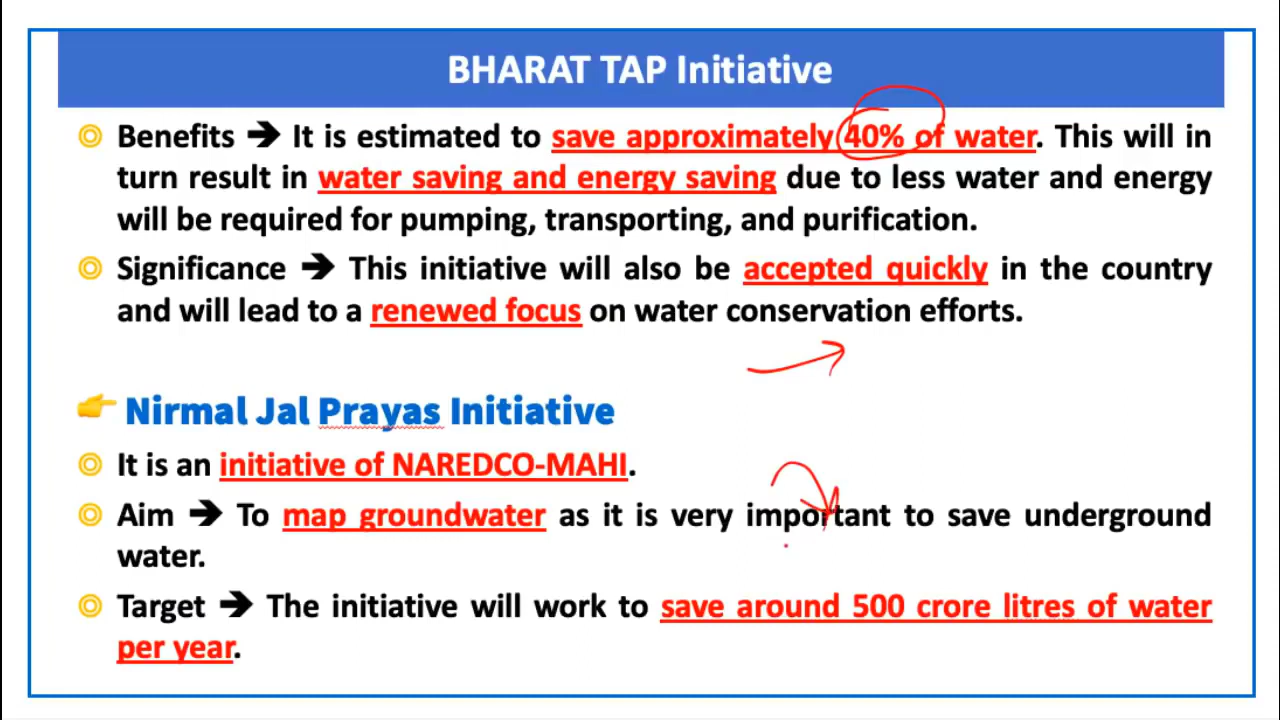 BHARAT TAP Initiative
Benefits ➔ It is estimated to save approximately 40% of water. This will in
turn result in water saving and energy saving due to less water and energy
will be required for pumping, transporting, and purification.
Significance ➔ This initiative will also be accepted quickly in the country
and will lead to a renewed focus on water conservation efforts.
Nirmal Jal Prayas Initiative
It is an initiative of NAREDCO-MAHI.
Aim ➔ To map groundwater as it is very important to save underground
water.
Target ➔ The initiative will work to save around 500 crore litres of water
per year.